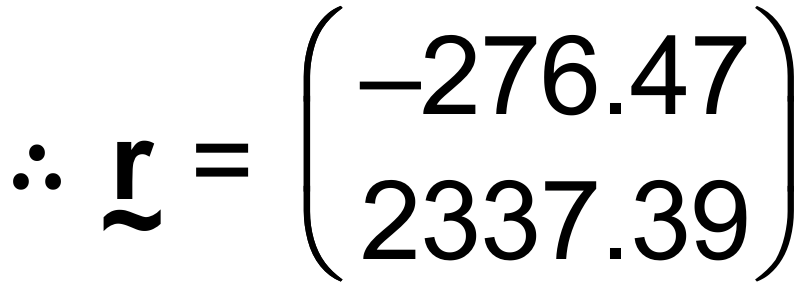 ∴ r̰ = ( –276.47
2337.39 )